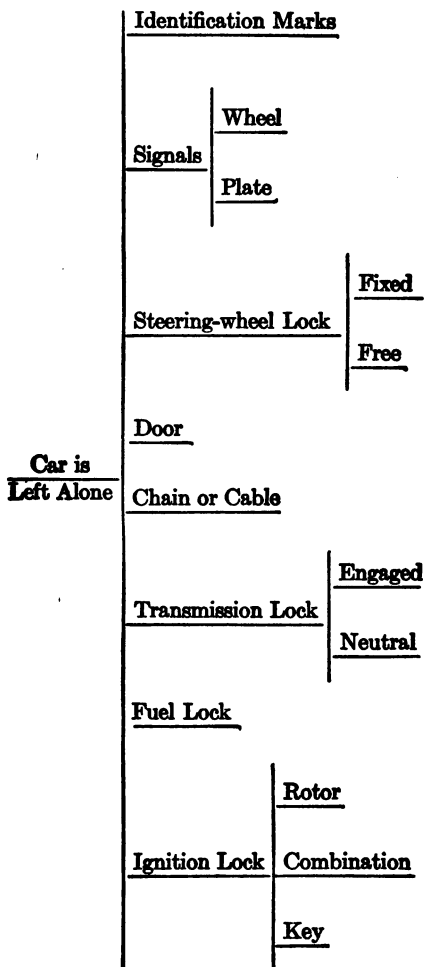 Identification Marks
Wheel
Signals
Plate
Fixed
Steering-wheel Lock
Free
Door
Car is
Left Alone
Chain or Cable
Engaged
Transmission Lock
Neutral
Fuel Lock
Rotor
Ignition Lock
Combination
Key